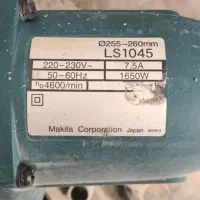 Ø255-260mm
LS1045
220-230V~ 7.5A
50-60Hz 1650W
n₀4600/min
Makita Corporation Japan